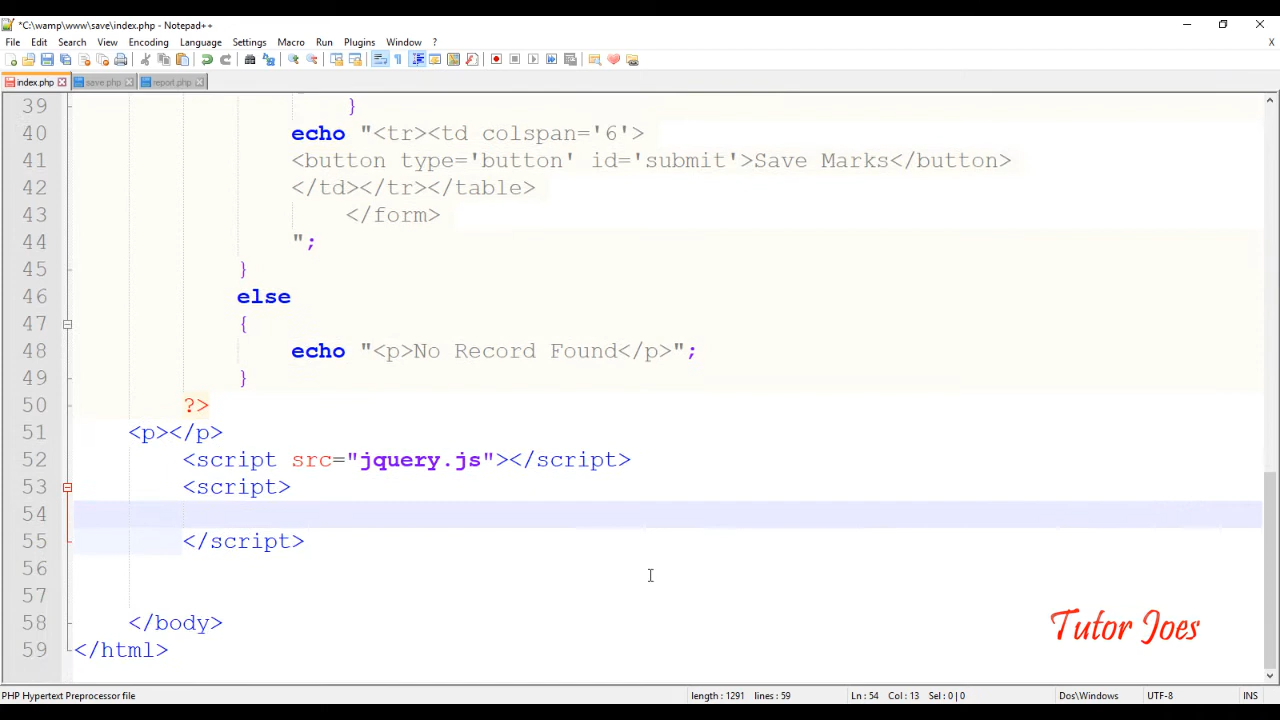 *C:\wamp\www\save\index.php - Notepad++
File Edit Search View Encoding Language Settings Macro Run Plugins Window ? X
index.php save.php report.php
39 }
40 echo "<tr><td colspan='6'>
41 <button type='button' id='submit'>Save Marks</button>
42 </td></tr></table>
43 </form>
44 ";
45 }
46 else
47 {
48 echo "<p>No Record Found</p>";
49 }
50 ?>
51 <p></p>
52 <script src="jquery.js"></script>
53 <script>
54
55 </script>
56
57
58 </body>
59 </html>
Tutor Joes
PHP Hypertext Preprocessor file length : 1291 lines : 59 Ln : 54 Col : 13 Sel : 0 | 0 Dos\Windows UTF-8 INS